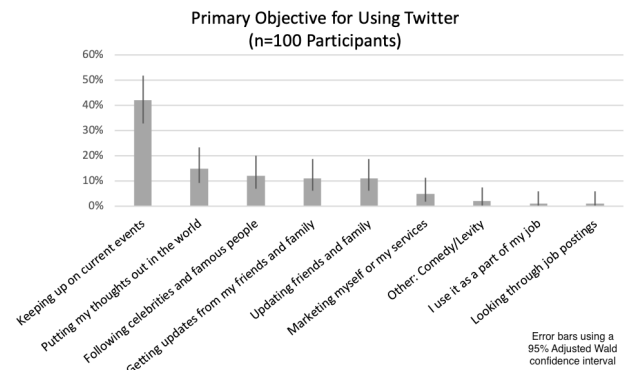 Primary Objective for Using Twitter
(n=100 Participants)
60%
50%
40%
30%
20%
10%
0%
Keeping up on current events
Putting my thoughts out in the world
Following celebrities and famous people
Getting updates from my friends and family
Updating friends and family
Marketing myself or my services
Other: Comedy/Levity
I use it as a part of my job
Looking through job postings
Error bars using a
95% Adjusted Wald
confidence interval